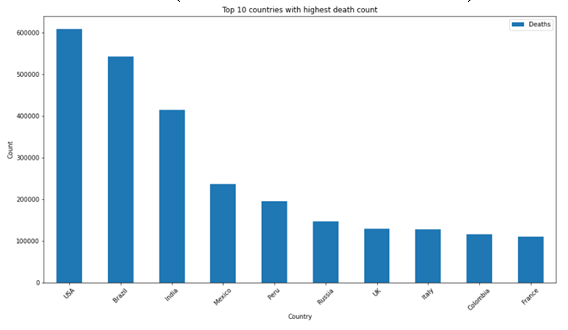 Top 10 countries with highest death count
Deaths
600000
500000
400000
300000
200000
100000
0
Count
USA
Brazil
India
Mexico
Peru
Russia
UK
Italy
Colombia
France
Country